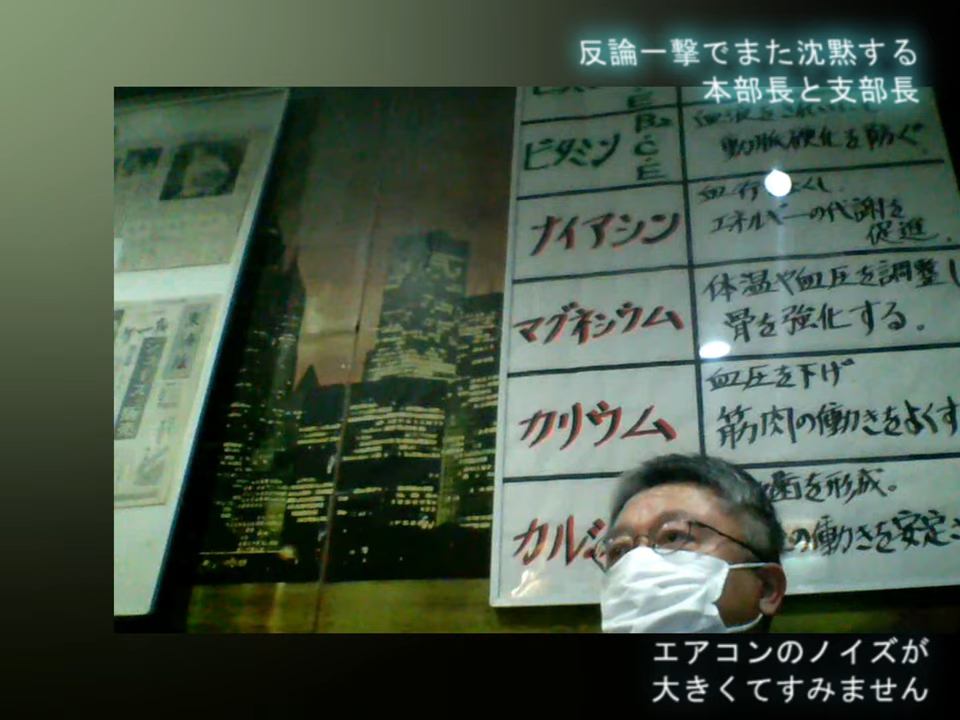 反論一撃でまた沈黙する
本部長と支部長
ビタミン
B₂
C.
E
動脈硬化を防ぐ。
ナイアシン
血行
くし、
エネルギーの代謝を
促進。
マグネシウム
体温や血圧を調整し
骨を強化する。
カリウム
血圧を下げ
筋肉の働きをよくす
カルシ
歯を形成。
の働きを安定さ
ケール
エアコンのノイズが
大きくてすみません